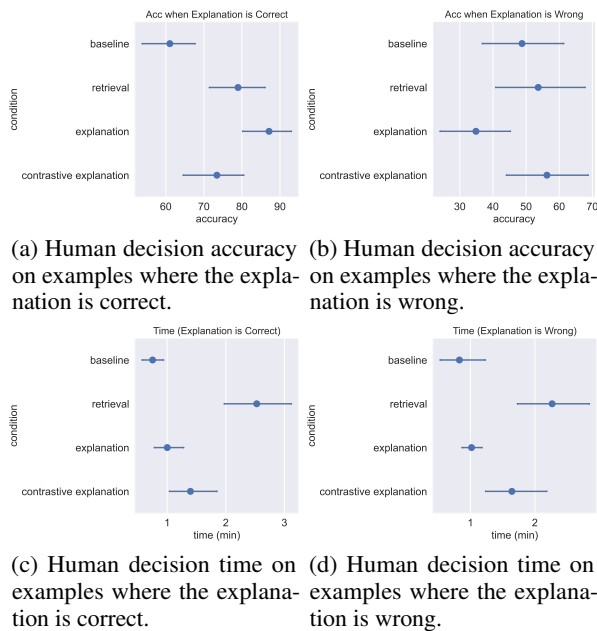 Acc when Explanation is Correct
baseline
retrieval
explanation
contrastive explanation
condition
60 70 80 90
accuracy
Acc when Explanation is Wrong
baseline
retrieval
explanation
contrastive explanation
condition
30 40 50 60 70
accuracy
(a) Human decision accuracy
on examples where the expla-
nation is correct.
(b) Human decision accuracy
on examples where the expla-
nation is wrong.
Time (Explanation is Correct)
baseline
retrieval
explanation
contrastive explanation
condition
1 2 3
time (min)
Time (Explanation is Wrong)
baseline
retrieval
explanation
contrastive explanation
condition
1 2
time (min)
(c) Human decision time on
examples where the explana-
tion is correct.
(d) Human decision time on
examples where the explana-
tion is wrong.